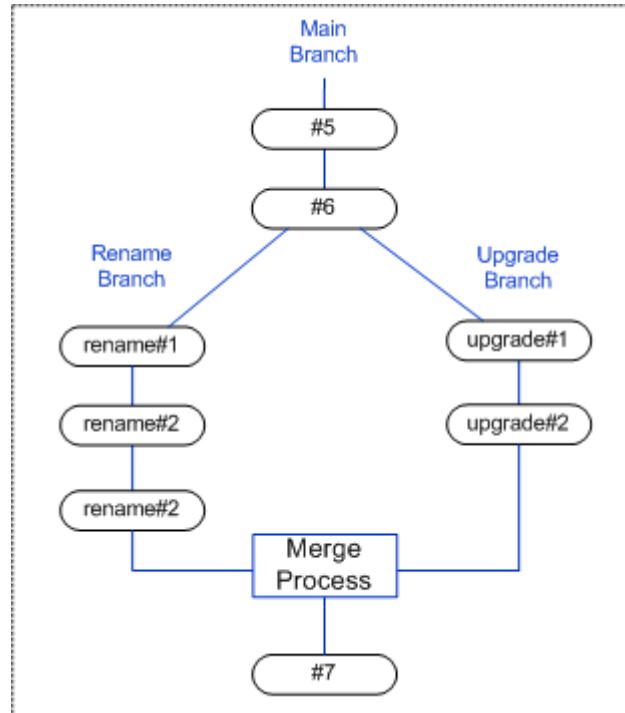 Main
Branch
#5
#6
Rename
Branch
Upgrade
Branch
rename#1
upgrade#1
rename#2
upgrade#2
rename#2
Merge
Process
#7